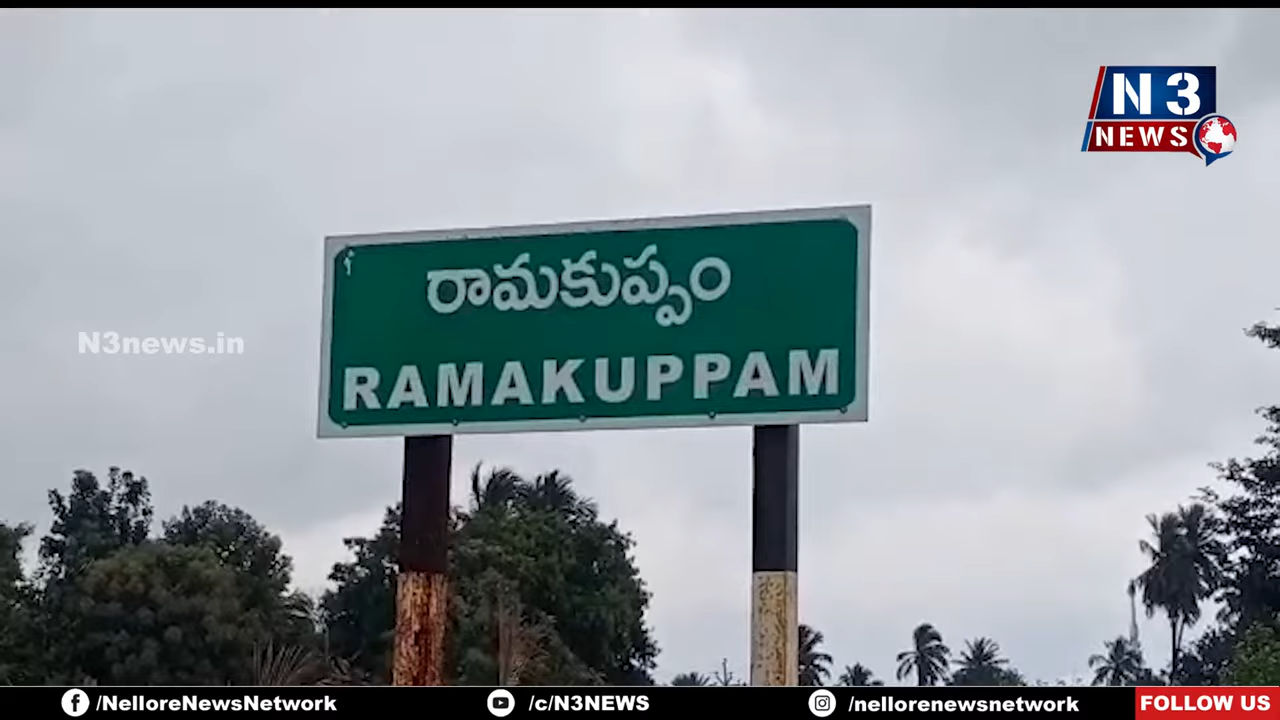 N3
NEWS
రామకుప్పం
N3news.in
RAMAKUPPAM
/NelloreNewsNetwork
/c/N3NEWS
/nellorenewsnetwork
FOLLOW US